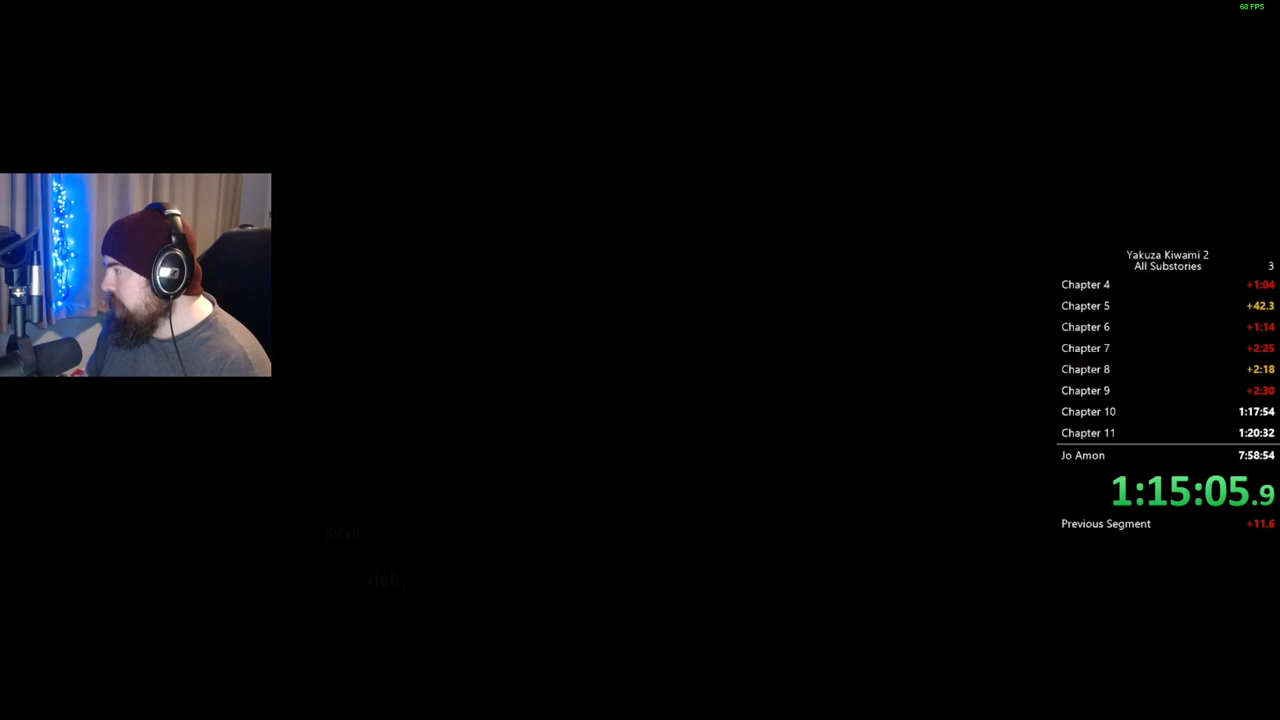 60 FPS
Yakuza Kiwami 2
All Substories 3
Chapter 4 +1:04
Chapter 5 +42.3
Chapter 6 +1:14
Chapter 7 +2:25
Chapter 8 +2:18
Chapter 9 +2:30
Chapter 10 1:17:54
Chapter 11 1:20:32
Jo Amon 7:58:54
1:15:05.9
Previous Segment +11.6
Heh.